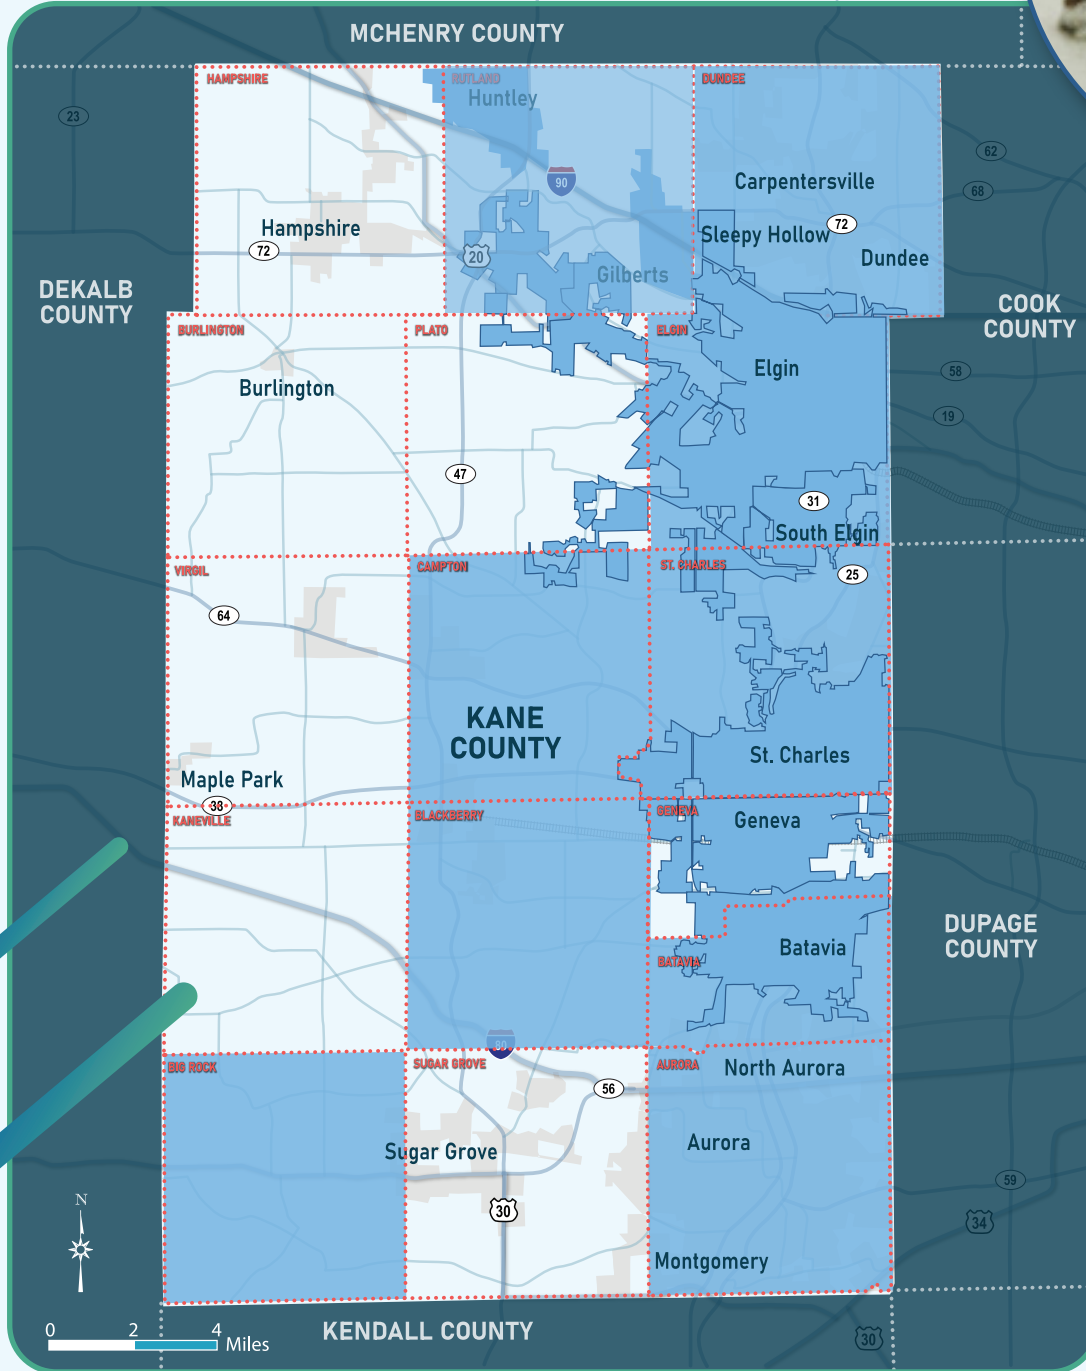 MCHENRY COUNTY
HAMPSHIRE
RUTLAND
DUNDEE
Huntley
23
62
90
Carpentersville
68
Hampshire
72
Sleepy Hollow
72
20
Dundee
Gilberts
DEKALB
COUNTY
COOK
COUNTY
BURLINGTON
PLATO
ELGIN
Elgin
58
Burlington
19
47
31
South Elgin
VIRGIL
CAMPTON
ST. CHARLES
25
64
KANE
COUNTY
St. Charles
Maple Park
38
KANEVILLE
BLACKBERRY
GENEVA
Geneva
DUPAGE
COUNTY
Batavia
BATAVIA
80
BIG ROCK
SUGAR GROVE
AURORA
North Aurora
56
Aurora
Sugar Grove
59
N
30
34
Montgomery
0 2 4
Miles
KENDALL COUNTY
30